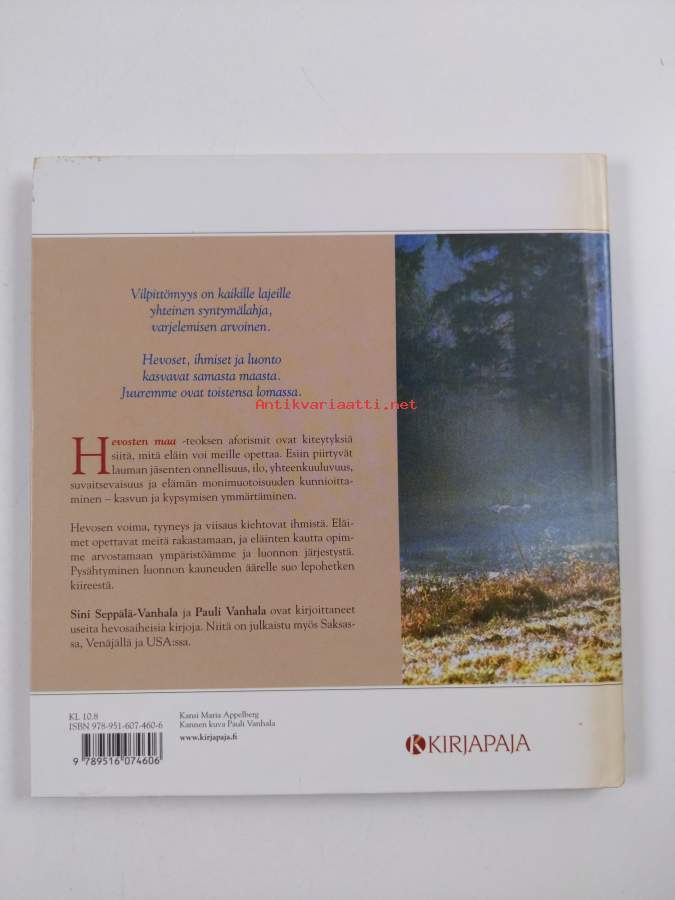 Vilpittömyys on kaikille lajeille
yhteinen syntymälahja,
varjelemisen arvoinen.
Hevoset, ihmiset ja luonto
kasvavat samasta maasta.
Juuremme ovat toistensa lomassa.
Antikvariaatti.net
Hevosten maa -teoksen aforismit ovat kiteytyksiä
siitä, mitä eläin voi meille opettaa. Esiin piirtyvät
lauman jäsenten onnellisuus, ilo, yhteenkuuluvuus,
suvaitsevaisuus ja elämän monimuotoisuuden kunnioitta-
minen – kasvun ja kypsymisen ymmärtäminen.
Hevosen voima, tyyneys ja viisaus kiehtovat ihmistä. Eläi-
met opettavat meitä rakastamaan, ja eläinten kautta opim-
me arvostamaan ympäristöämme ja luonnon järjestystä.
Pysähtyminen luonnon kauneuden äärelle suo lepohetken
kiireestä.
Sini Seppälä-Vanhala ja Pauli Vanhala ovat kirjoittaneet
useita hevosaiheisia kirjoja. Niitä on julkaistu myös Saksas-
sa, Venäjällä ja USA:ssa.
KL 10.8
ISBN 978-951-607-460-6
9 789516 074606
Kansi Maria Appelberg
Kannen kuva Pauli Vanhala
www.kirjapaja.fi
K KIRJAPAJA